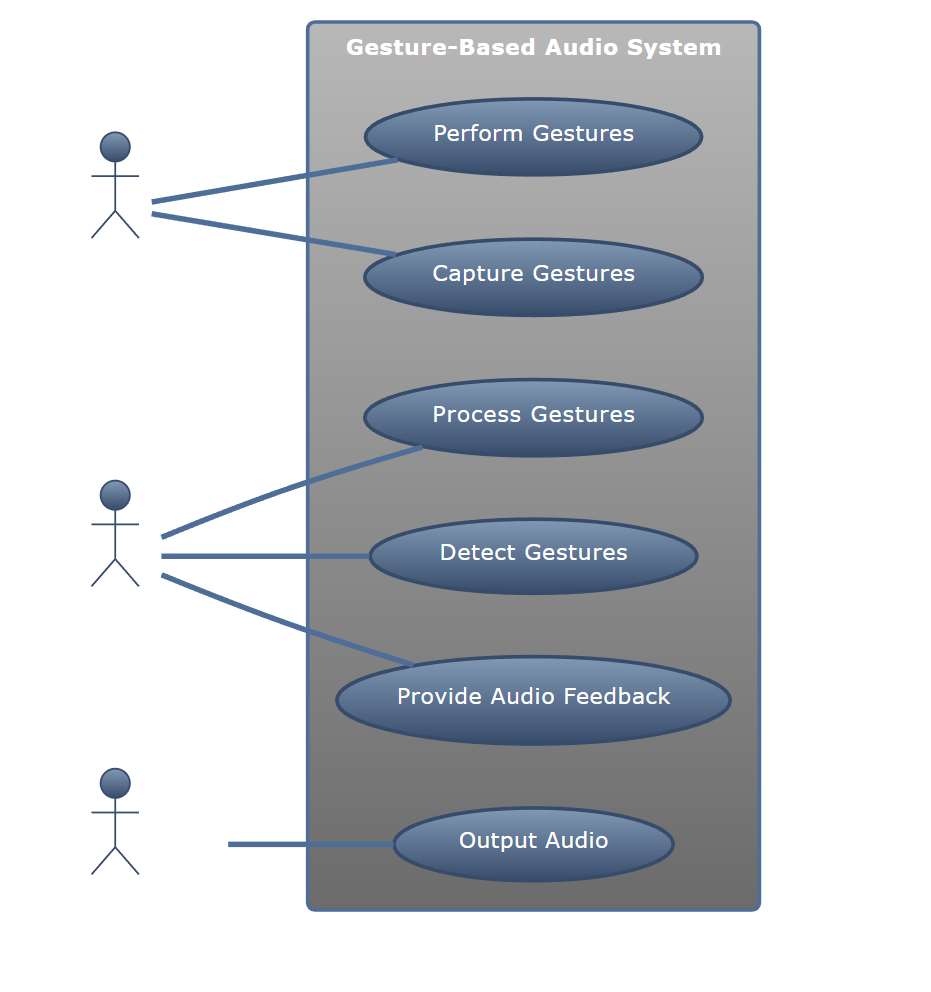 Gesture-Based Audio System
Perform Gestures
Capture Gestures
Process Gestures
Detect Gestures
Provide Audio Feedback
Output Audio